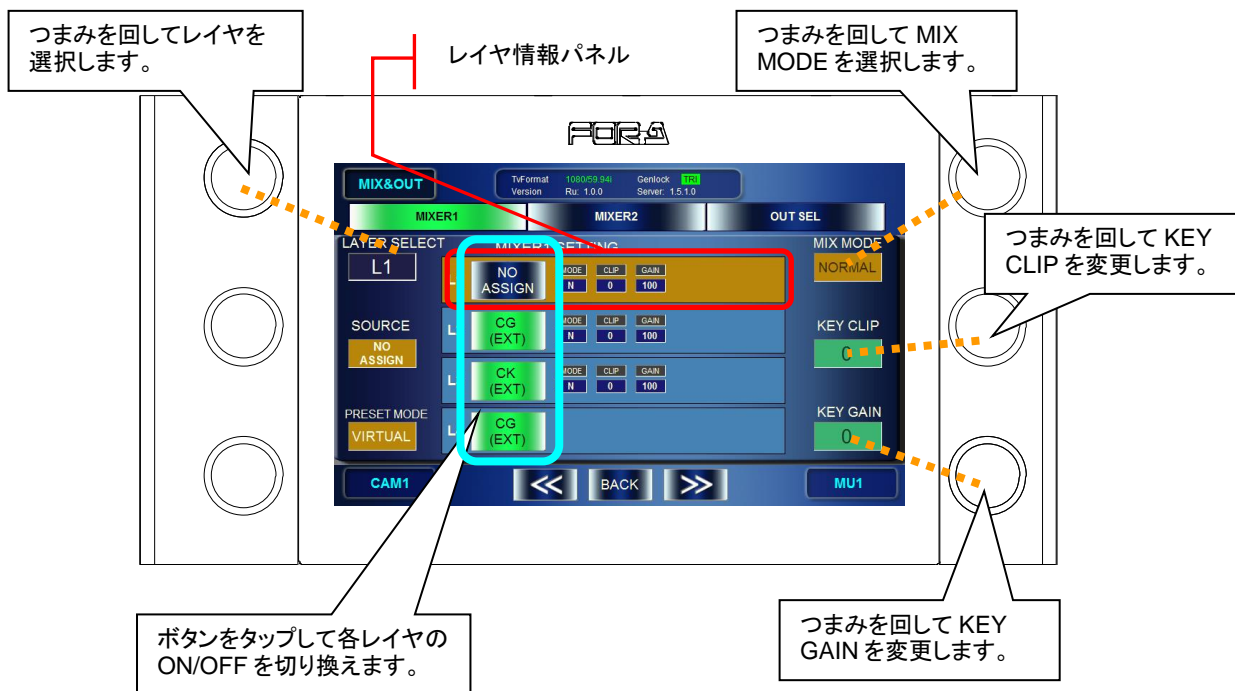 つまみを回してレイヤを
選択します。
レイヤ情報パネル
つまみを回して MIX
MODE を選択します。
FOR-A
MIX&OUT
TvFormat 1080/59.94i Genlock TRI
Version Ru: 1.0.0 Server: 1.5.1.0
MIXER1 MIXER2 OUT SEL
つまみを回して KEY
CLIP を変更します。
LAYER SELECT
MIXER1 SETTING
MIX MODE
L1
NO
ASSIGN
MODE CLIP GAIN
N 0 100
NORMAL
SOURCE
NO
ASSIGN
CG
(EXT)
MODE CLIP GAIN
N 0 100
KEY CLIP
0
CK
(EXT)
MODE CLIP GAIN
N 0 100
PRESET MODE
VIRTUAL
CG
(EXT)
KEY GAIN
0
CAM1 << BACK >> MU1
ボタンをタップして各レイヤの
ON/OFF を切り換えます。
つまみを回して KEY
GAIN を変更します。